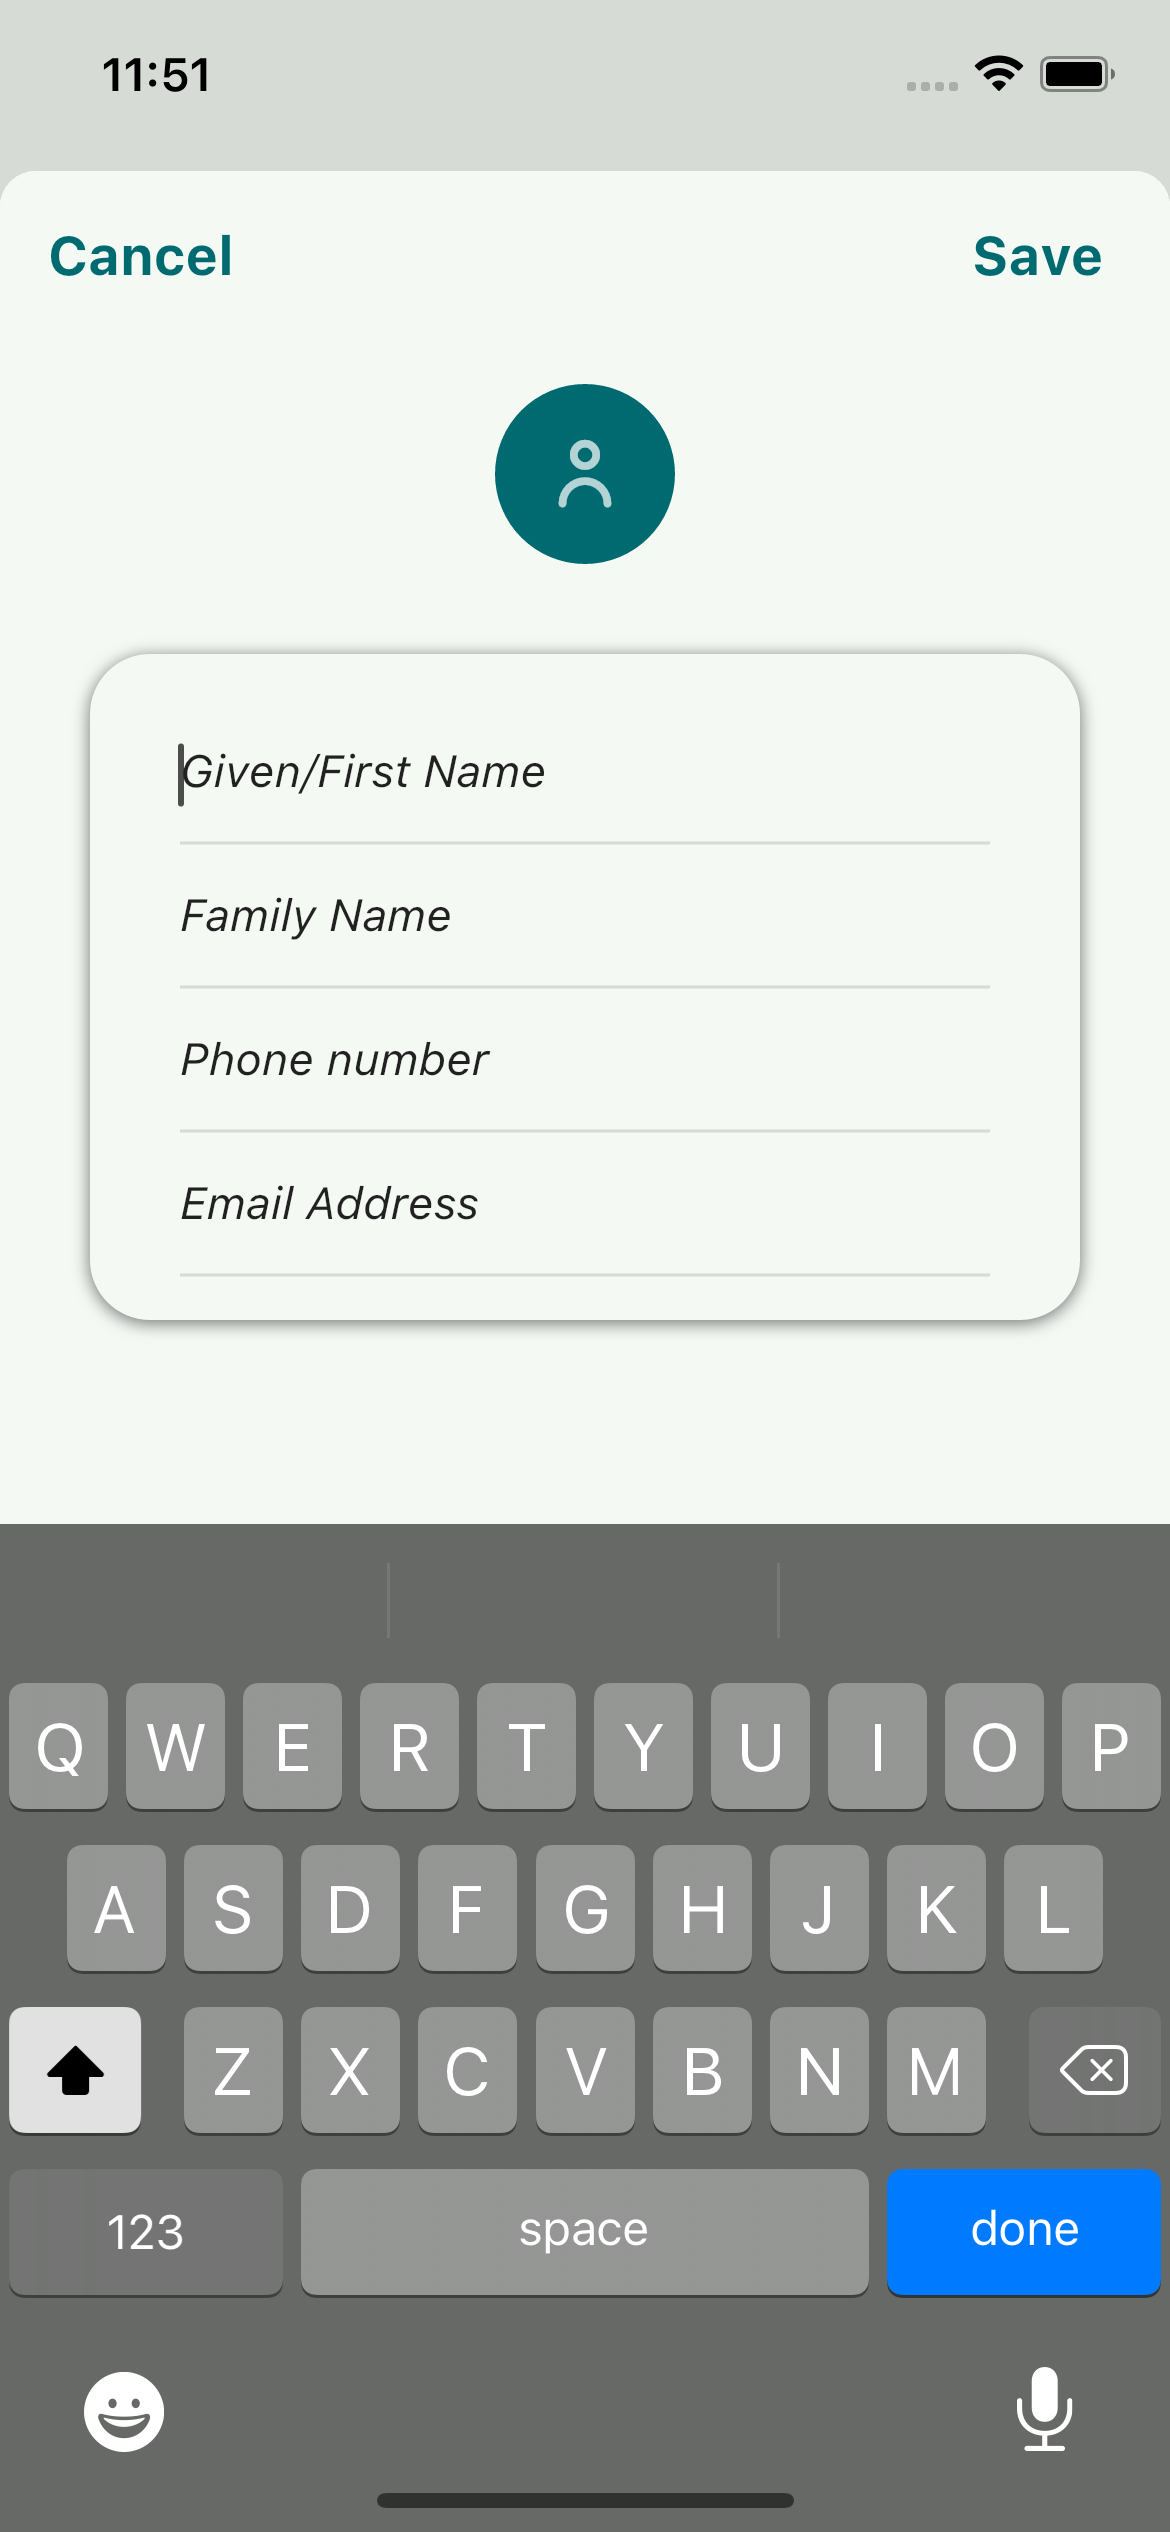 11:51
Cancel Save
Given/First Name
Family Name
Phone number
Email Address
Q W E R T Y U I O P
A S D F G H J K L
Z X C V B N M
123 space done